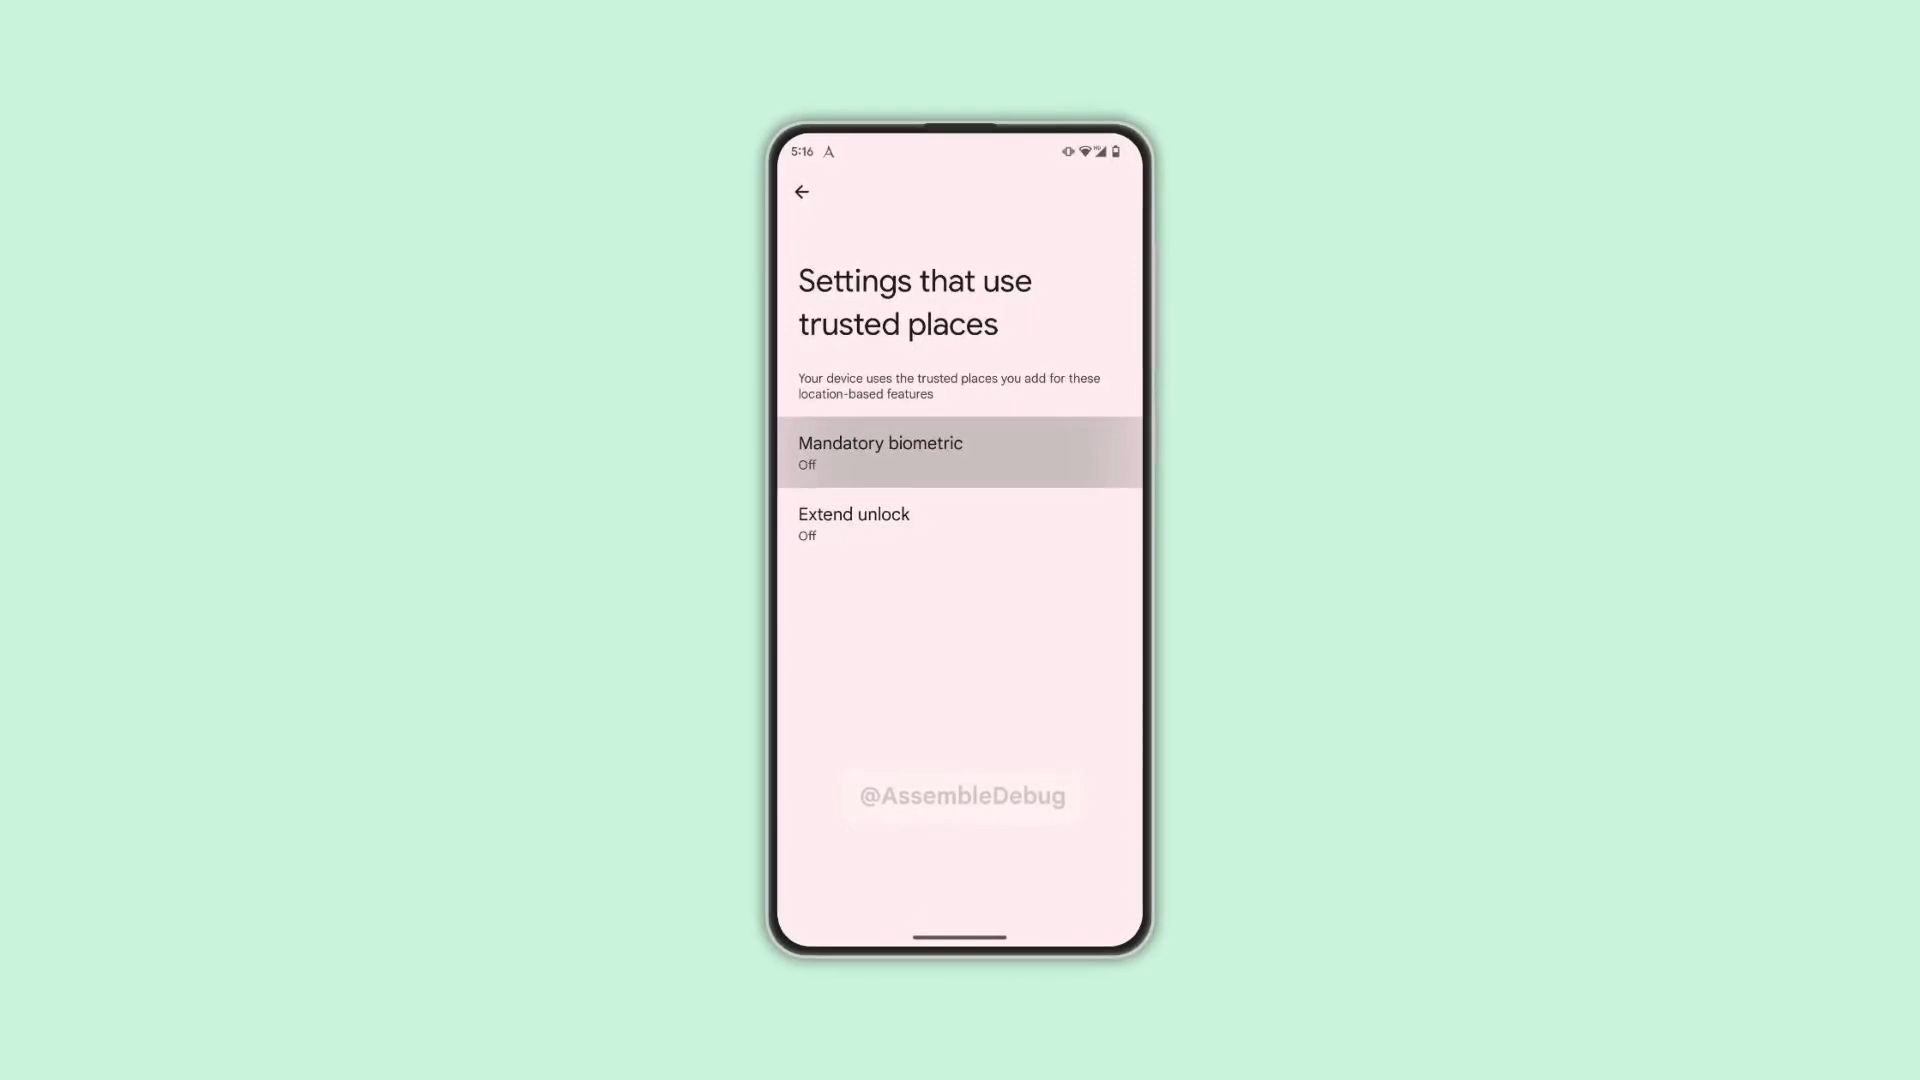 5:16
Settings that use
trusted places
Your device uses the trusted places you add for these
location-based features
Mandatory biometric
Off
Extend unlock
Off
@AssembleDebug